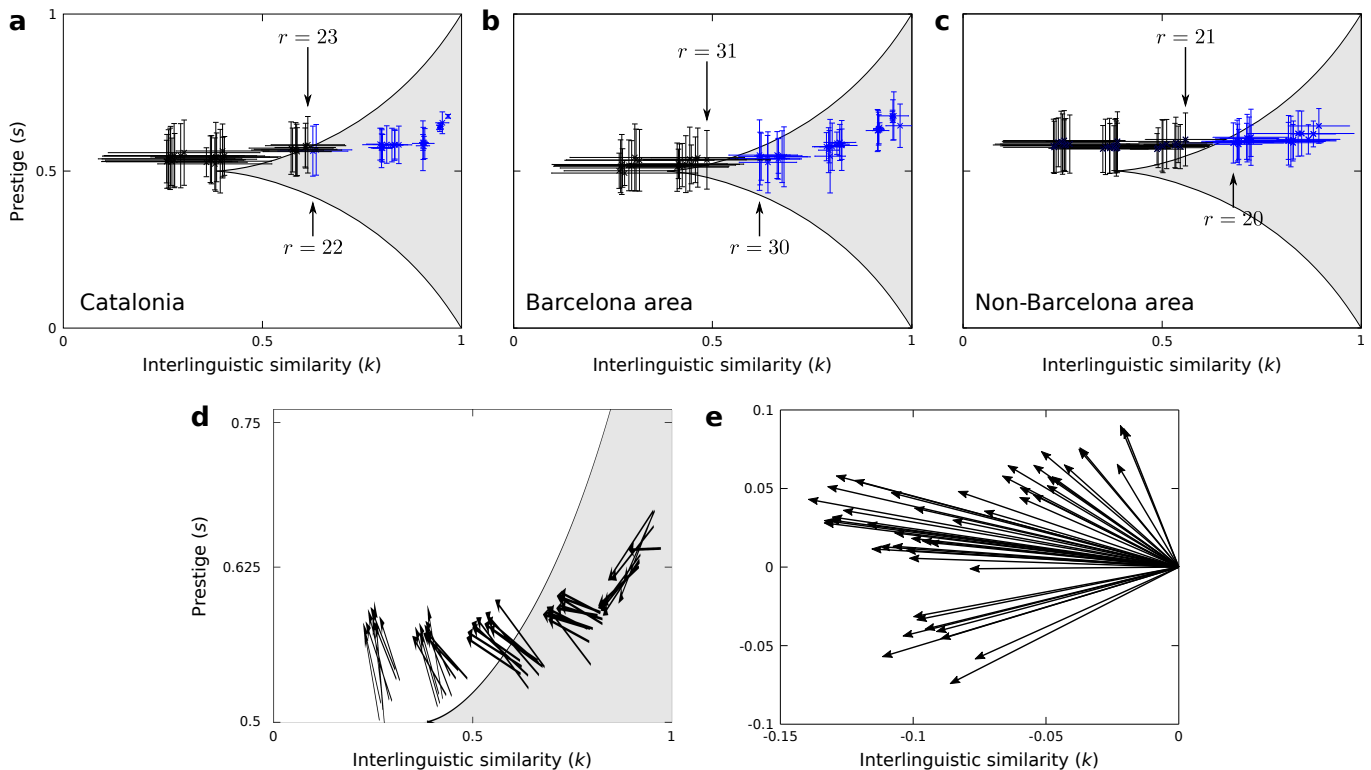 a
1
0.5
0
Prestige (s)
r = 23
r = 22
Catalonia
0
0.5
1
Interlinguistic similarity (k)
b
r = 31
r = 30
Barcelona area
0
0.5
1
Interlinguistic similarity (k)
c
r = 21
r = 20
Non-Barcelona area
0
0.5
1
Interlinguistic similarity (k)
d
0.75
0.625
0.5
Prestige (s)
0
0.5
1
Interlinguistic similarity (k)
e
0.1
0.05
0
-0.05
-0.1
-0.15
-0.1
-0.05
0
Interlinguistic similarity (k)